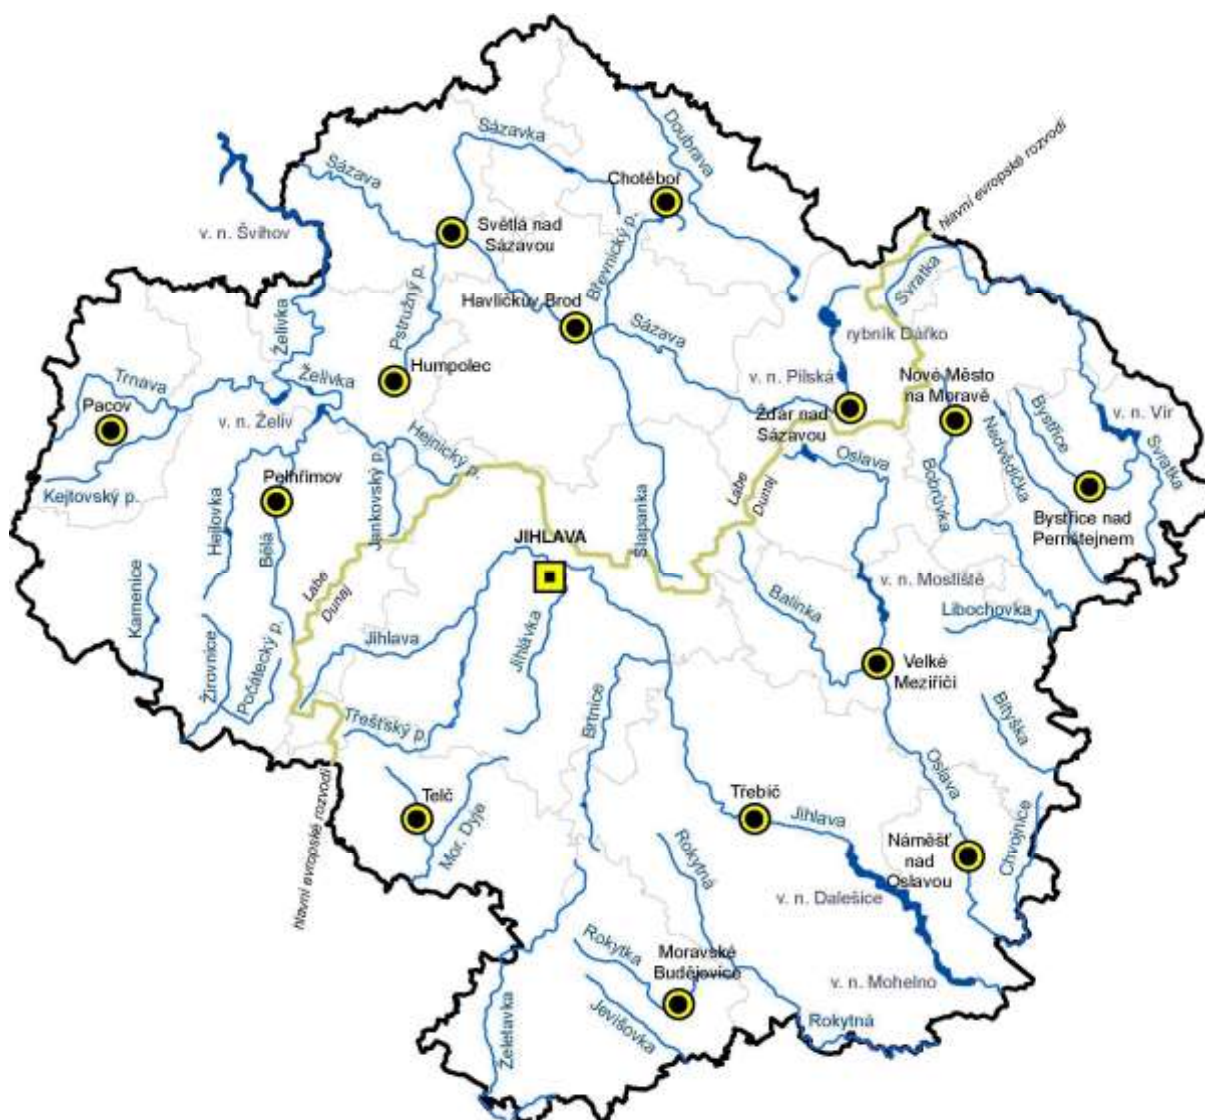 Sázavka
Doubrava
hlavní evropské rozvodí
Sázava
Chotěboř
v. n. Švihov
Světlá nad
Sázavou
Břevnický p.
Svratka
Pstružný p.
Havlíčkův Brod
Želivka
Sázava
rybník Dářko
Humpolec
Želivka
Trnava
v. n. Pilská
Nové Město
na Moravě
Pacov
v. n. Želiv
Žďár nad
Sázavou
Bystřice
v. n. Vír
Hejnický p.
Nedvědička
Svratka
Oslava
Kejtovský p.
Pelhřimov
Bobrůvka
Jankovský p.
Labe
Dunaj
Hejlovka
Bělá
Šlapanka
Bystřice nad
Pernštejnem
JIHLAVA
v. n. Mostiště
Labe
Dunaj
Kamenice
Balinka
Libochovka
Jihlava
Jihlávka
Žirovnice
Počátecký p.
Velké
Meziříčí
Třešťský p.
Brtnice
Bítýška
Oslava
hlavní evropské rozvodí
Telč
Třebíč
Mor. Dyje
Jihlava
Chvojnice
Náměšť
nad
Oslavou
Rokytná
v. n. Dalešice
Rokytka
Moravské
Budějovice
v. n. Mohelno
Jevišovka
Želetavka
Rokytná